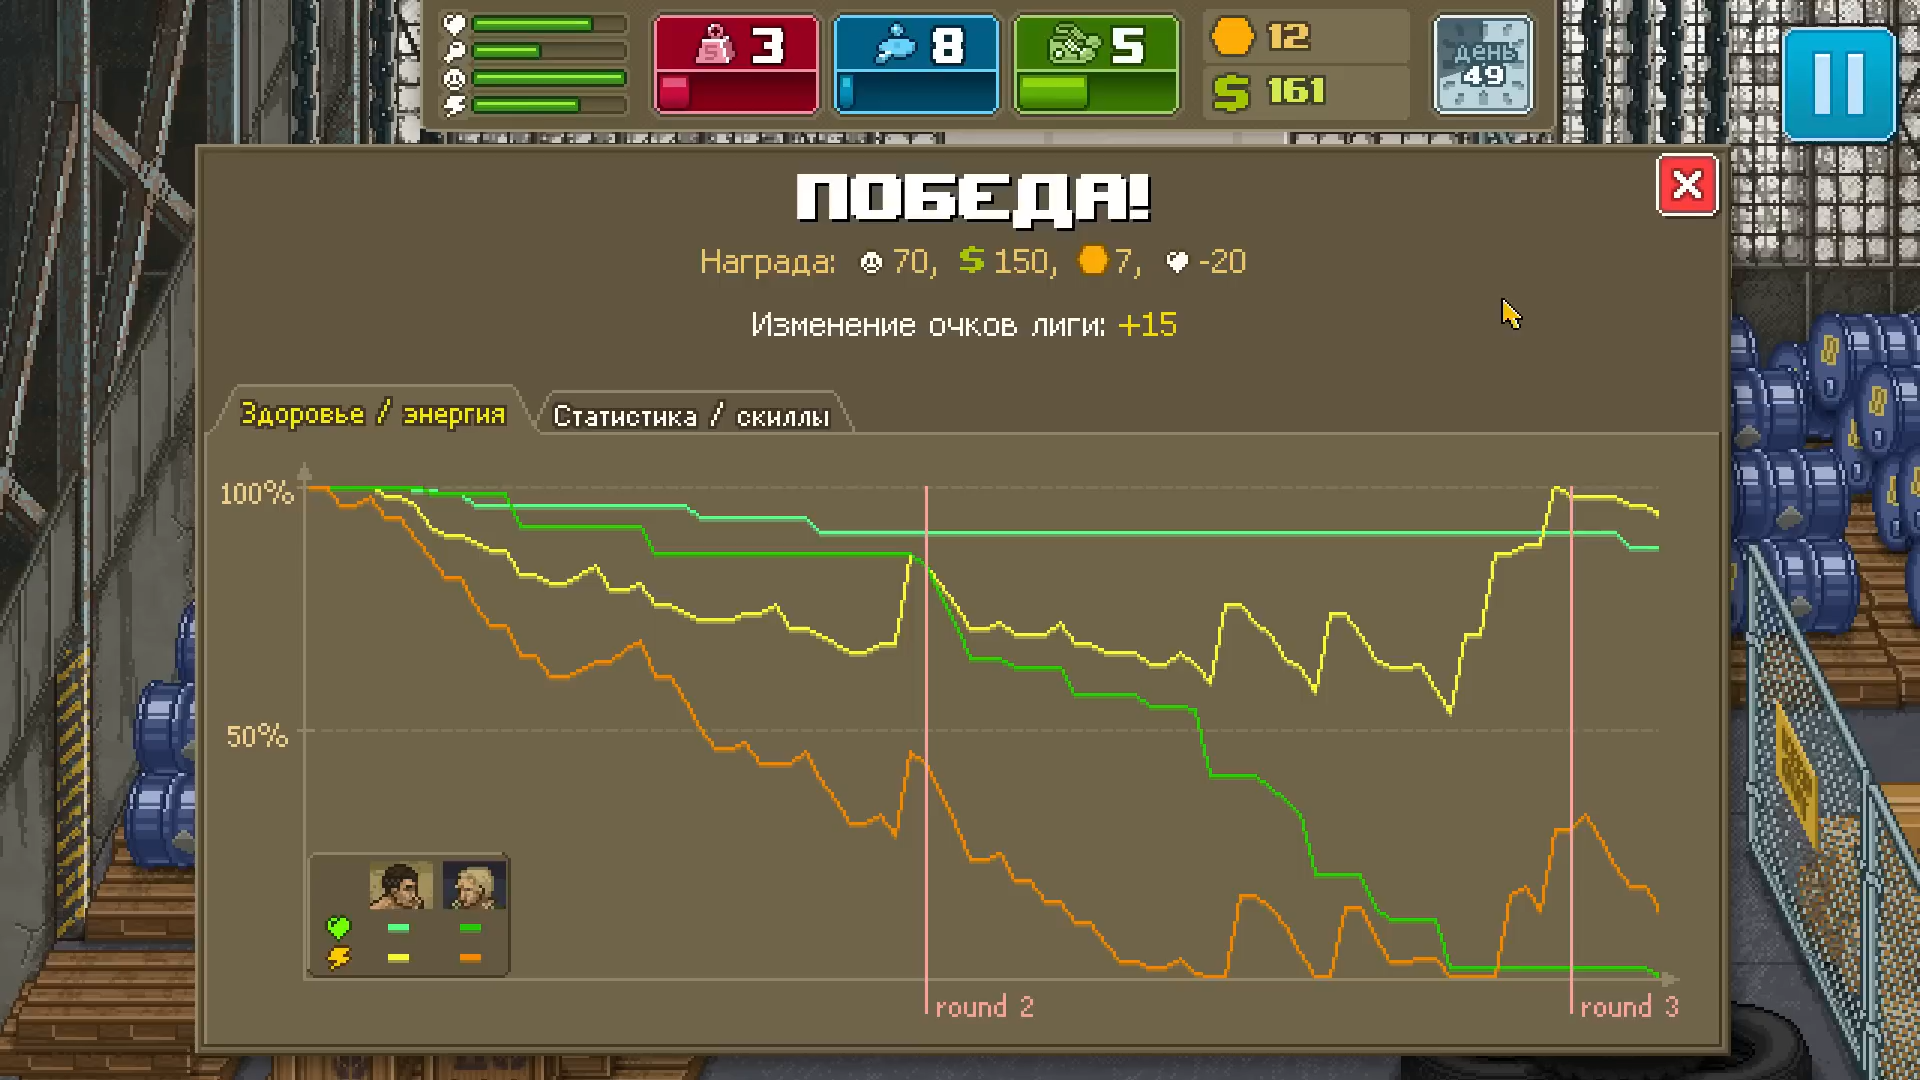 3
8
5
12
161
день
49
ПОБЕДА!
Награда: 70, $ 150, 7, -20
Изменение очков лиги: +15
Здоровье / энергия
Статистика / скиллы
100%
50%
round 2
round 3